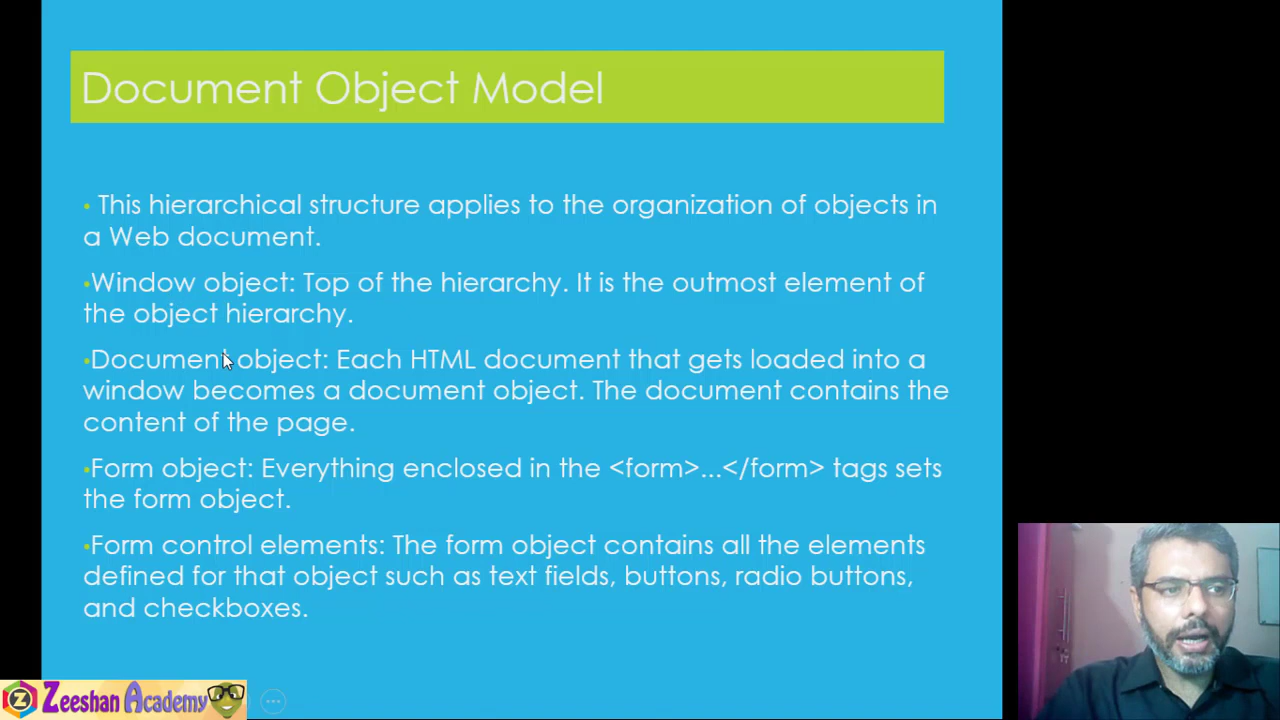 Document Object Model
• This hierarchical structure applies to the organization of objects in
a Web document.
•Window object: Top of the hierarchy. It is the outmost element of
the object hierarchy.
•Document object: Each HTML document that gets loaded into a
window becomes a document object. The document contains the
content of the page.
•Form object: Everything enclosed in the <form>...</form> tags sets
the form object.
•Form control elements: The form object contains all the elements
defined for that object such as text fields, buttons, radio buttons,
and checkboxes.
Z Zeeshan Academy